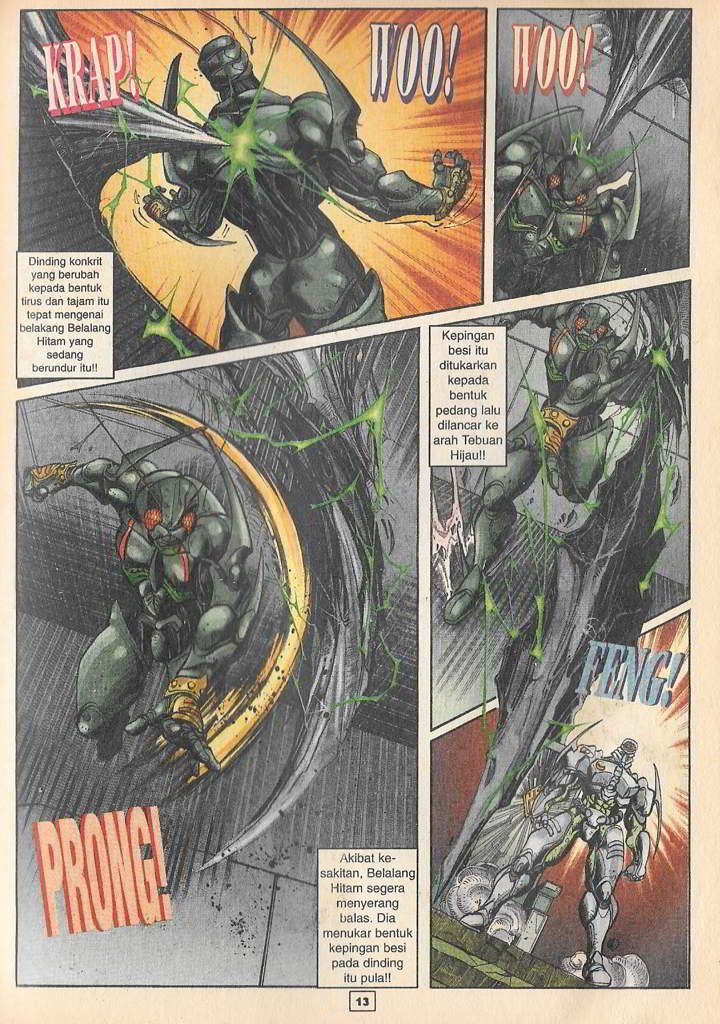 KRAP!
WOO!
WOO!
Dinding konkrit
yang berubah
kepada bentuk
tirus dan tajam itu
tepat mengenai
belakang Belalang
Hitam yang
sedang
berundur itu!!
Kepingan
besi itu
ditukarkan
kepada
bentuk
pedang lalu
dilancar ke
arah Tebuan
Hijau!!
FENG!
PRONG!
Akibat ke-
sakitan, Belalang
Hitam segera
menyerang
balas. Dia
menukar bentuk
kepingan besi
pada dinding
itu pula!!
13